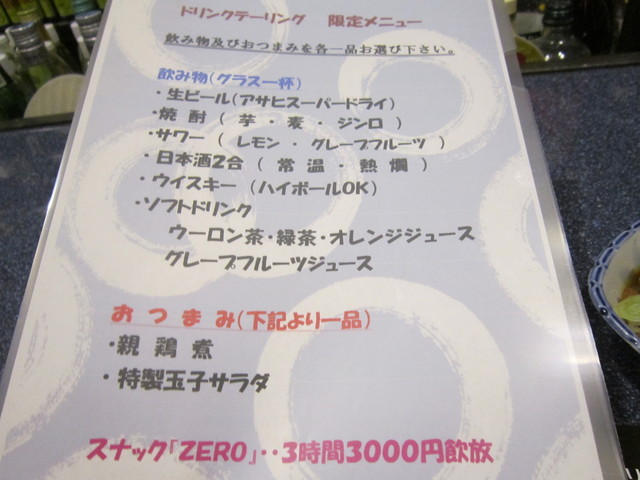 ドリンクテーリング 限定メニュー
飲み物及びおつまみを各一品お選び下さい。
飲み物(グラス一杯)
・生ビール(アサヒスーパードライ)
・焼酎( 芋・麦・ジンロ )
・サワー( レモン・グレープフルーツ )
・日本酒2合( 常温・熱燗 )
・ウイスキー (ハイボールOK)
・ソフトドリンク
ウーロン茶・緑茶・オレンジジュース
グレープフルーツジュース
おつまみ(下記より一品)
・親鶏煮
・特製玉子サラダ
スナック「ZERO」‥3時間3000円飲放